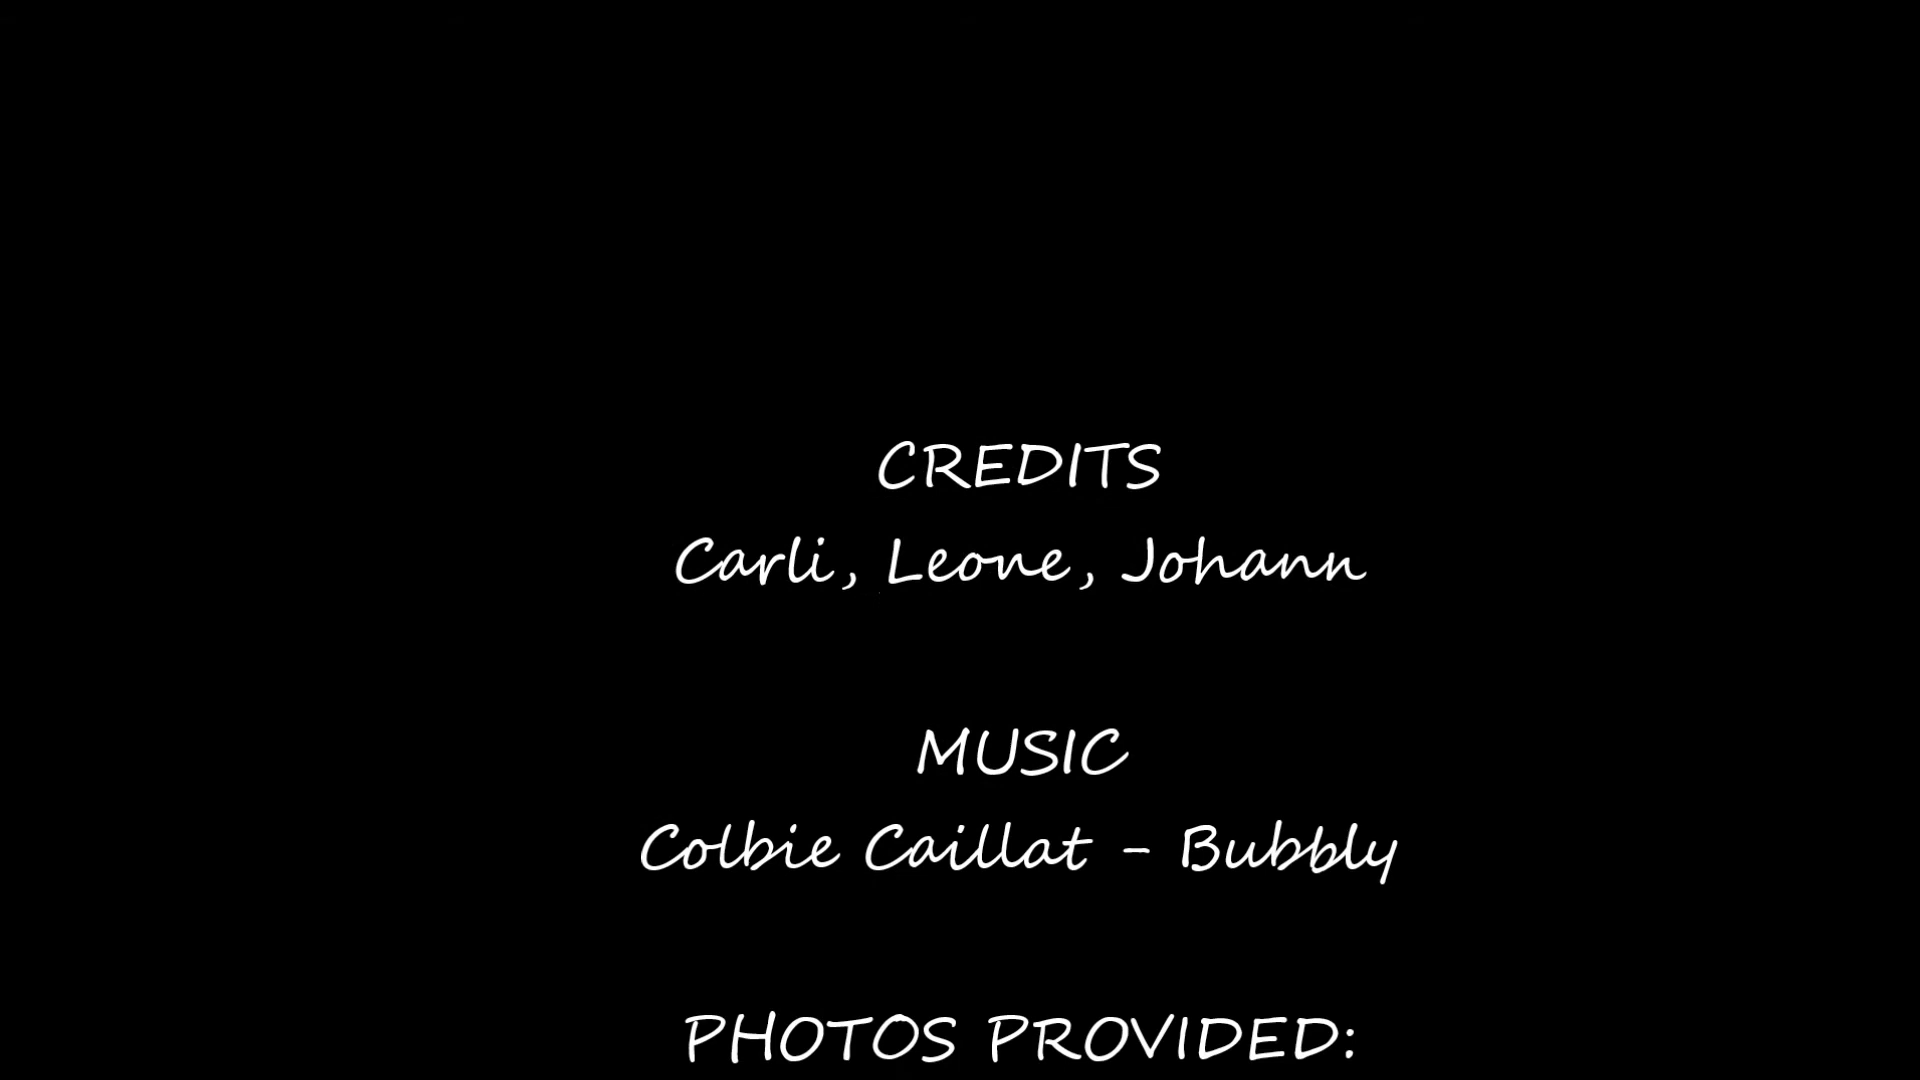 CREDITS
Carli, Leone, Johann
MUSIC
Colbie Caillat - Bubbly
PHOTOS PROVIDED: